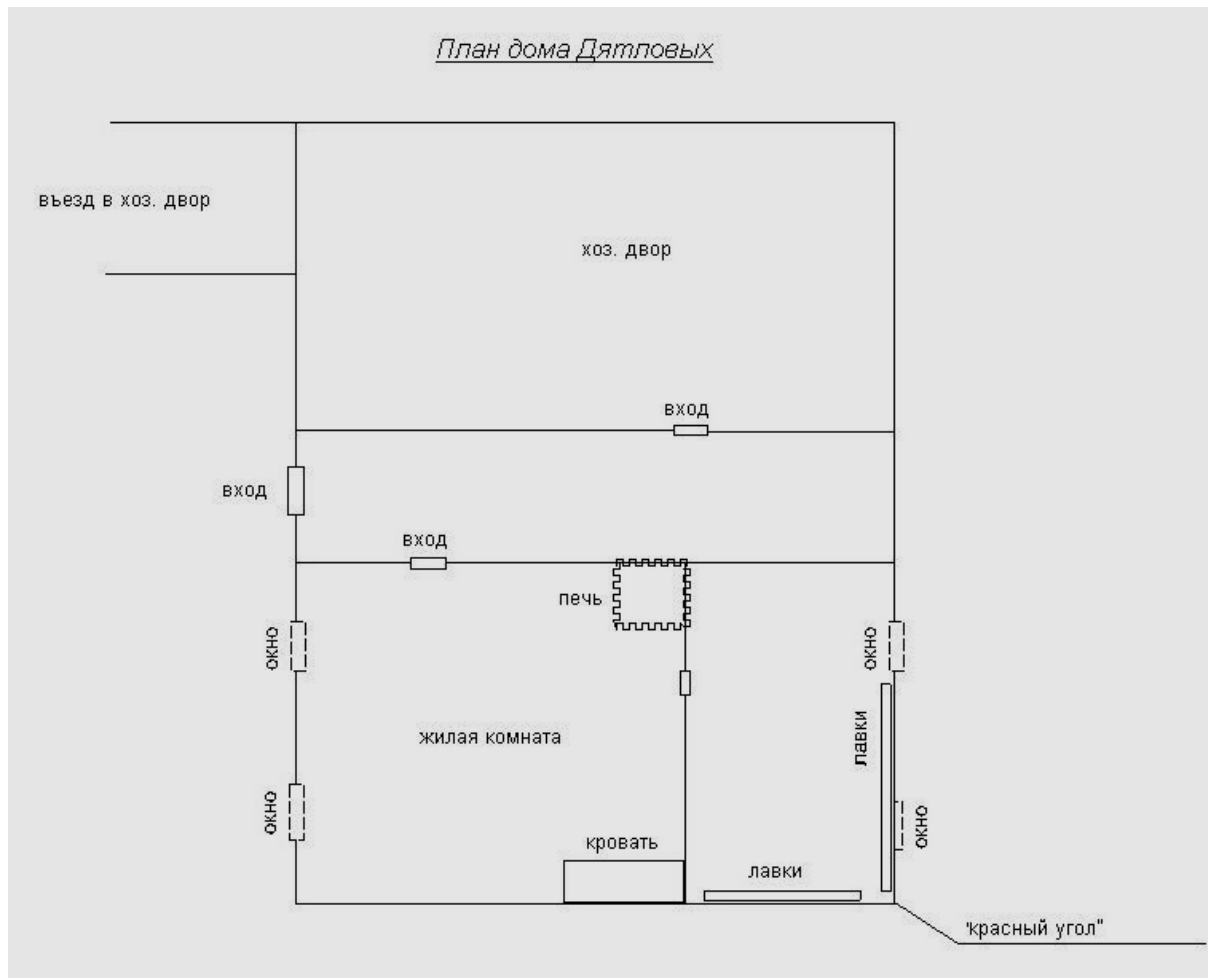 План дома Дятловых
въезд в хоз. двор
хоз. двор
вход
вход
вход
печь
окно
окно
жилая комната
лавки
окно
окно
кровать
лавки
"красный угол"